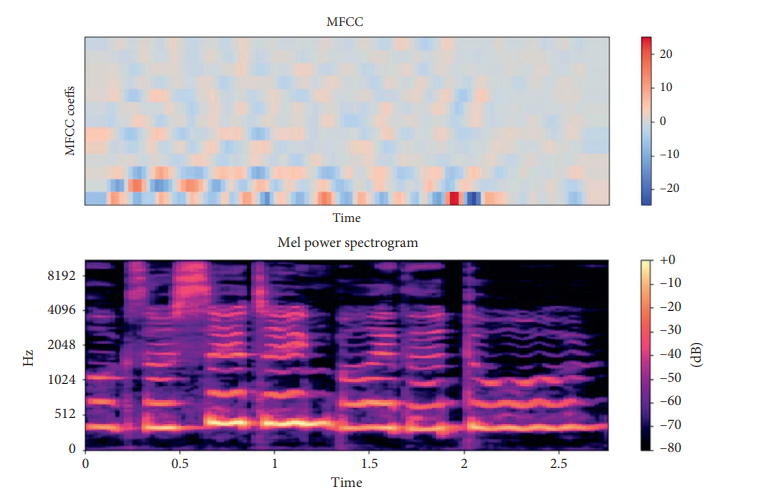 MFCC
MFCC coeffs
20
10
0
−10
−20
Time
Mel power spectrogram
Hz
8192
4096
2048
1024
512
0
0 0.5 1 1.5 2 2.5
Time
+0
−10
−20
−30
−40
−50
−60
−70
−80
(dB)